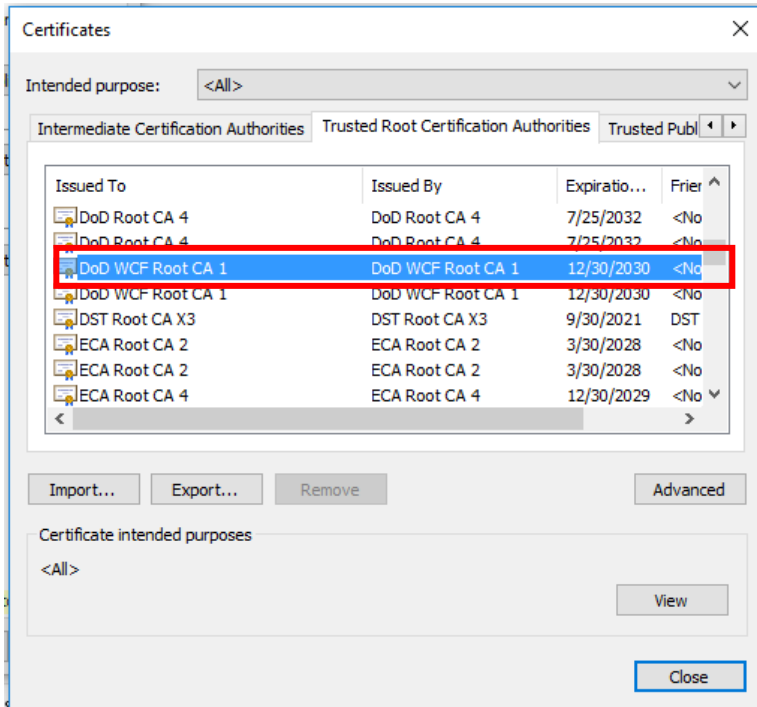 Certificates
Intended purpose: <All>
Intermediate Certification Authorities Trusted Root Certification Authorities Trusted Publ
Issued To Issued By Expiratio... Frier
DoD Root CA 4 DoD Root CA 4 7/25/2032 <No
DoD Root CA 4 DoD Root CA 4 7/25/2032 <No
DoD WCF Root CA 1 DoD WCF Root CA 1 12/30/2030 <No
DoD WCF Root CA 1 DoD WCF Root CA 1 12/30/2030 <No
DST Root CA X3 DST Root CA X3 9/30/2021 DST
ECA Root CA 2 ECA Root CA 2 3/30/2028 <No
ECA Root CA 2 ECA Root CA 2 3/30/2028 <No
ECA Root CA 4 ECA Root CA 4 12/30/2029 <No
Import... Export... Remove Advanced
Certificate intended purposes
<All>
View
Close